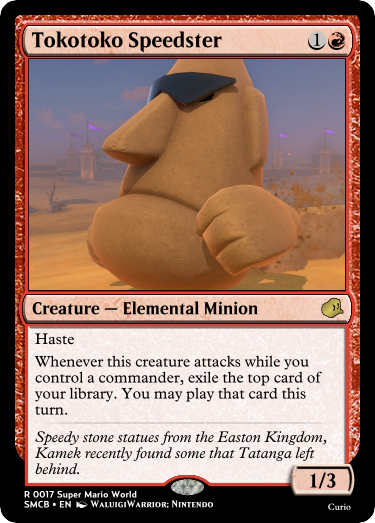 Tokotoko Speedster
1
Creature — Elemental Minion
Haste
Whenever this creature attacks while you
control a commander, exile the top card of
your library. You may play that card this
turn.
Speedy stone statues from the Easton Kingdom,
Kamek recently found some that Tatanga left
behind.
1/3
R 0017 Super Mario World
SMCB • EN WaluigiWarrior; Nintendo
Curio